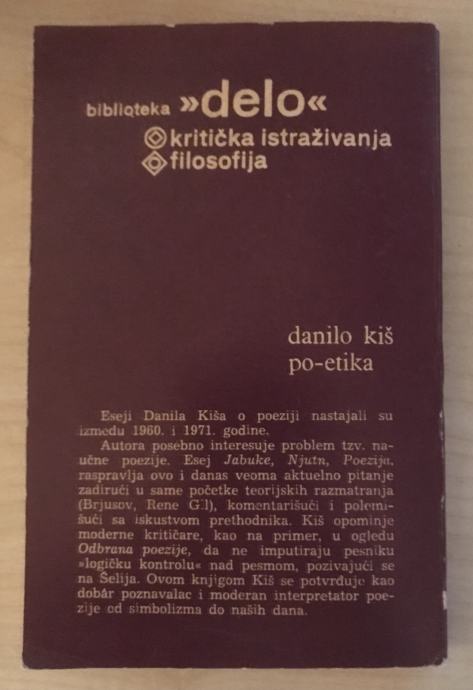 biblioteka »delo«
kritička istraživanja
filosofija
danilo kiš
po-etika
Eseji Danila Kiša o poeziji nastajali su
između 1960. i 1971. godine.
Autora posebno interesuje problem tzv. na-
učne poezije. Esej Jabuke, Njutn, Poezija,
raspravlja ovo i danas veoma aktuelno pitanje
zadirući u same početke teorijskih razmatranja
(Brjusov, Rene Gil), komentarišući i polemi-
šući sa iskustvom prethodnika. Kiš opominje
moderne kritičare, kao na primer, u ogledu
Odbrana poezije, da ne imputiraju pesniku
»logičku kontrolu« nad pesmom, pozivajući se
na Šelija. Ovom knjigom Kiš se potvrđuje kao
dobar poznavalac i moderan interpretator poe-
zije od simbolizma do naših dana.